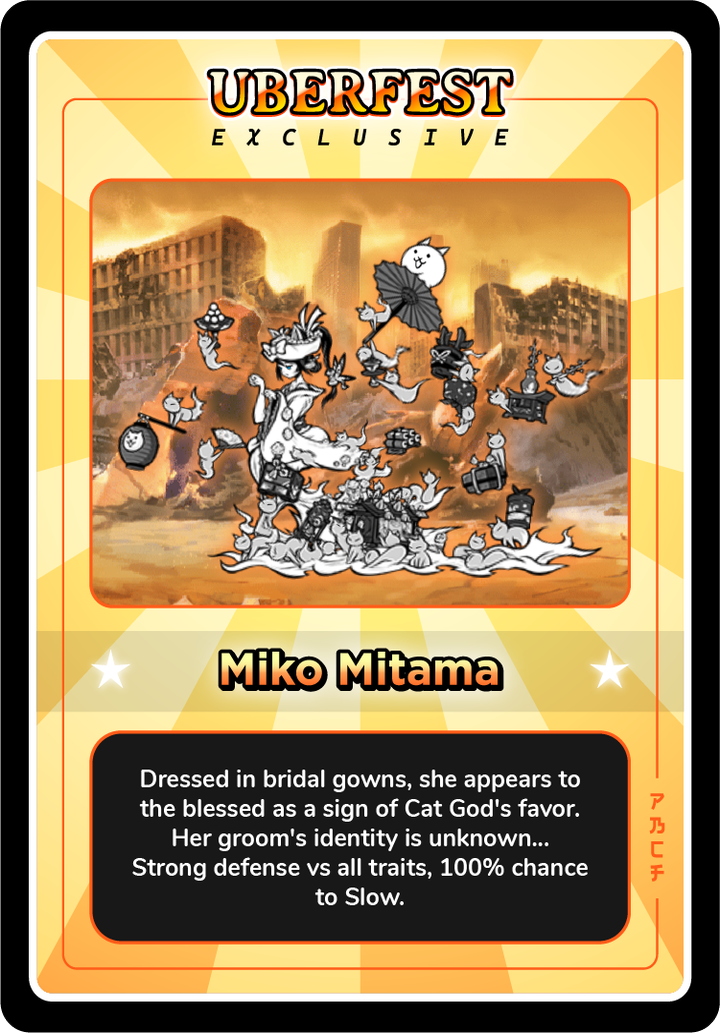 UBERFEST
EXCLUSIVE
Miko Mitama
Dressed in bridal gowns, she appears to
the blessed as a sign of Cat God's favor.
Her groom's identity is unknown...
Strong defense vs all traits, 100% chance
to Slow.